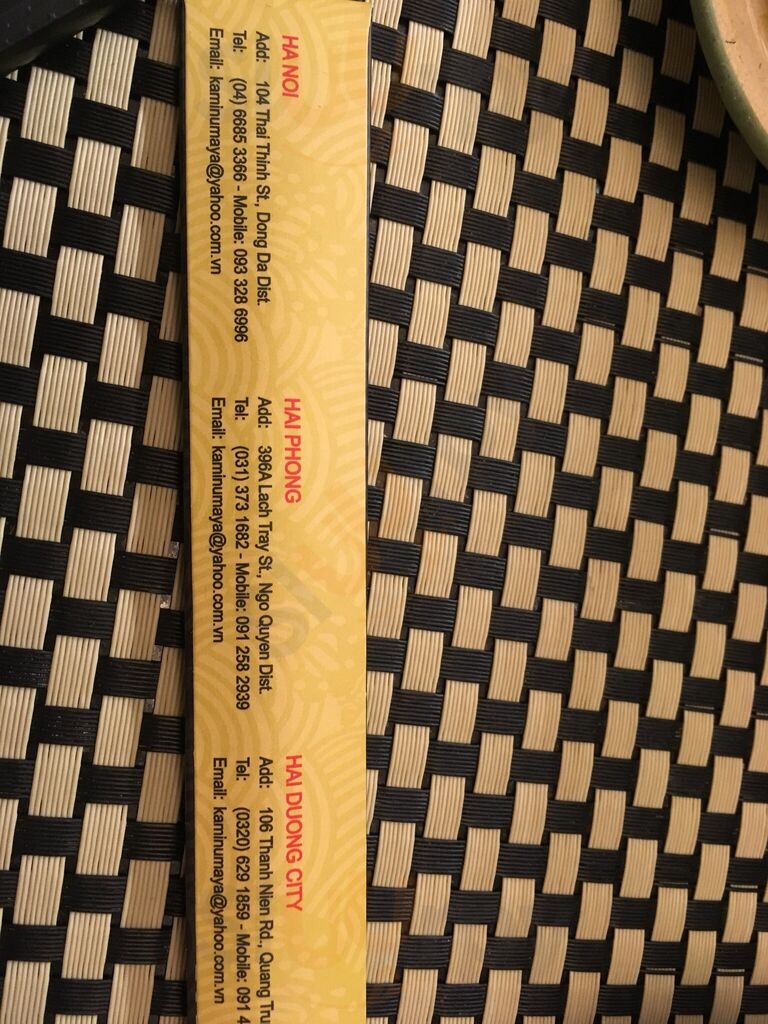 HA NOI
Add: 104 Thai Thinh St., Dong Da Dist.
Tel: (04) 6685 3366 - Mobile: 093 328 6996
Email: kaminumaya@yahoo.com.vn
HAI PHONG
Add: 396A Lach Tray St., Ngo Quyen Dist.
Tel: (031) 373 1682 - Mobile: 091 258 2939
Email: kaminumaya@yahoo.com.vn
HAI DUONG CITY
Add: 106 Thanh Nien Rd., Quang Tru
Tel: (0320) 629 1859 - Mobile: 091 4
Email: kaminumaya@yahoo.com.vn